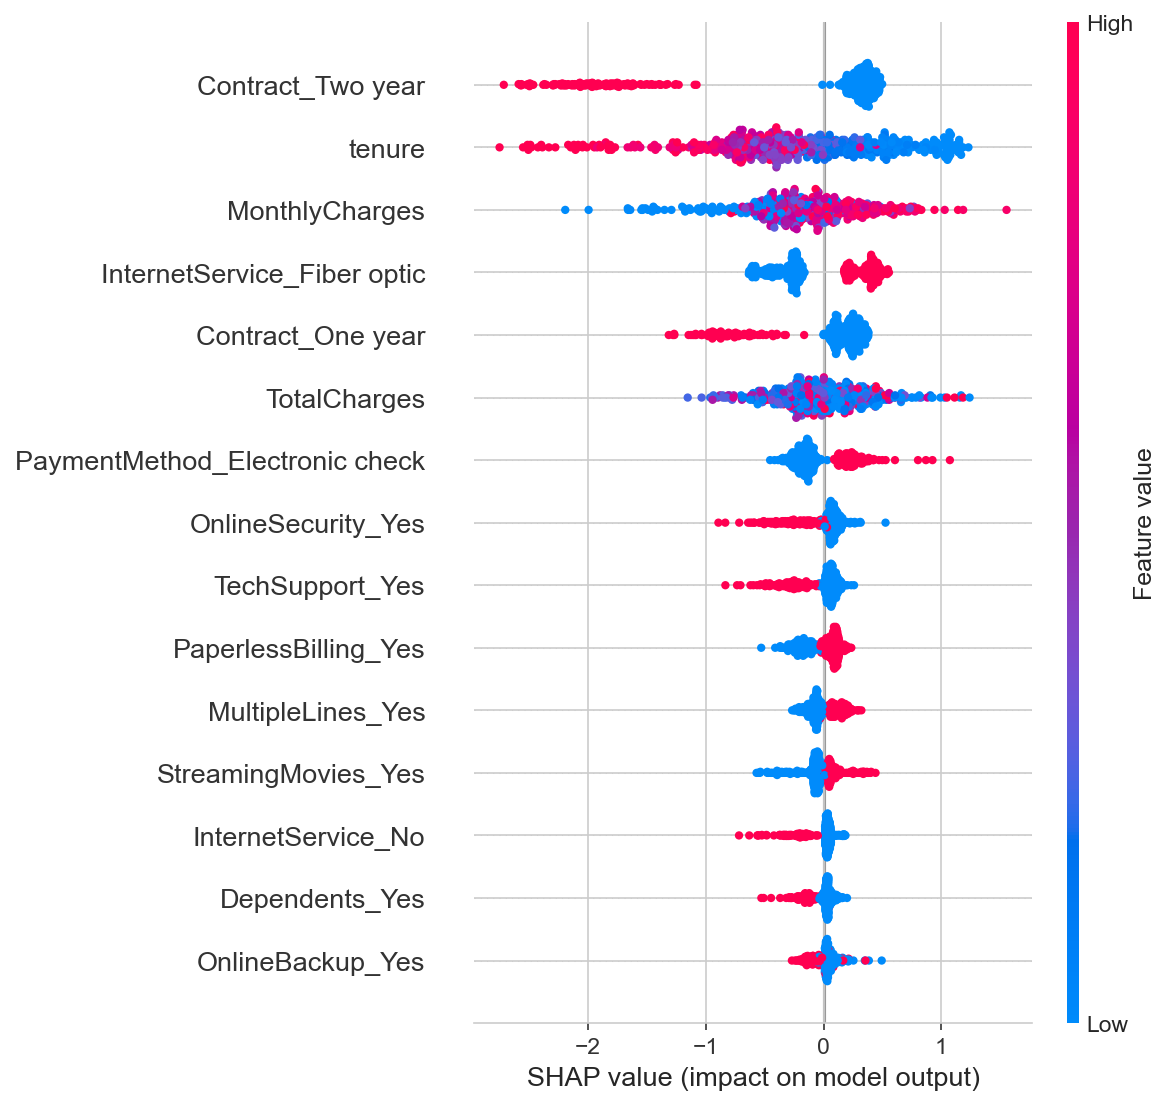 High
Contract_Two year
tenure
MonthlyCharges
InternetService_Fiber optic
Contract_One year
TotalCharges
PaymentMethod_Electronic check
OnlineSecurity_Yes
TechSupport_Yes
PaperlessBilling_Yes
MultipleLines_Yes
StreamingMovies_Yes
InternetService_No
Dependents_Yes
OnlineBackup_Yes
Feature value
Low
−2 −1 0 1
SHAP value (impact on model output)